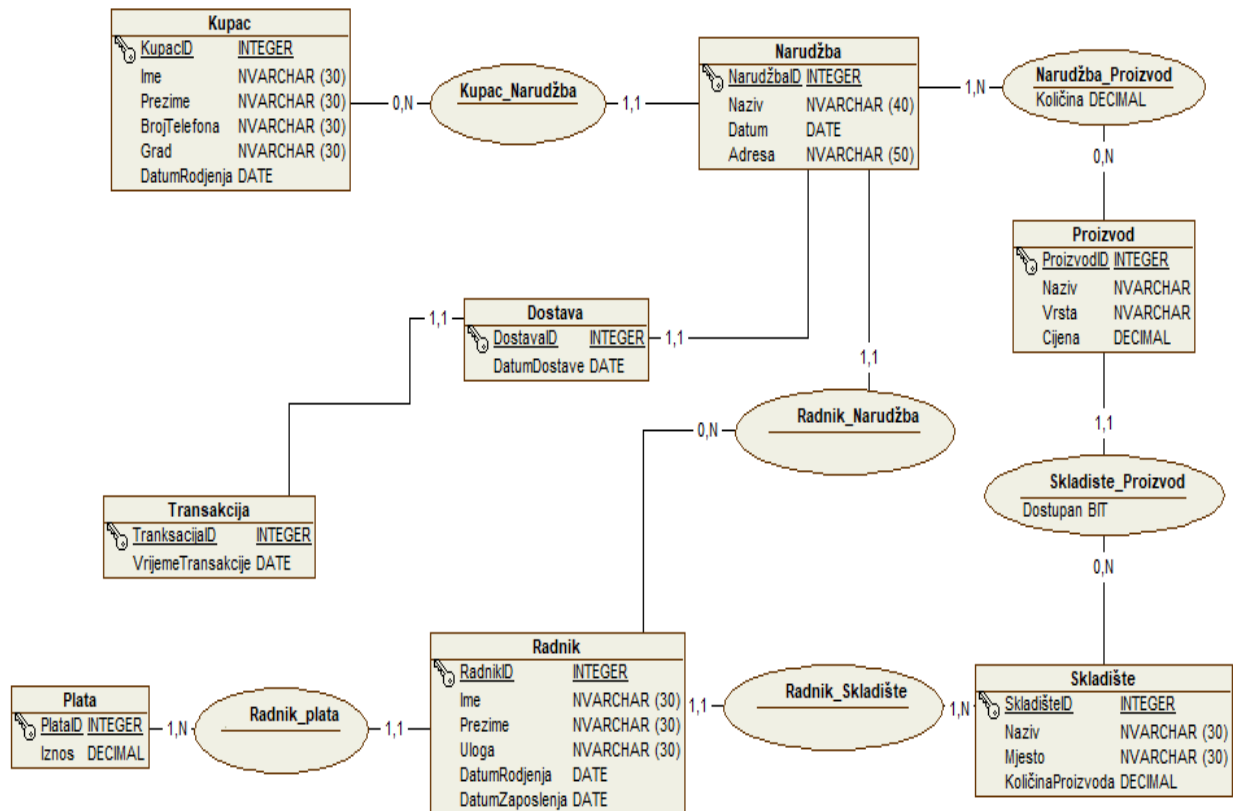 Kupac
KupacID INTEGER
Ime NVARCHAR (30)
Prezime NVARCHAR (30)
BrojTelefona NVARCHAR (30)
Grad NVARCHAR (30)
DatumRodjenja DATE
0,N
Kupac_Narudžba
1,1
Narudžba
NarudžbaID INTEGER
Naziv NVARCHAR (40)
Datum DATE
Adresa NVARCHAR (50)
1,N
Narudžba_Proizvod
Količina DECIMAL
0,N
Proizvod
ProizvodID INTEGER
Naziv NVARCHAR
Vrsta NVARCHAR
Cijena DECIMAL
1,1
Dostava
DostavaID INTEGER
DatumDostave DATE
1,1
1,1
Radnik_Narudžba
0,N
1,1
Skladiste_Proizvod
Dostupan BIT
0,N
Transakcija
TranksacijaID INTEGER
VrijemeTransakcije DATE
Plata
PlataID INTEGER
Iznos DECIMAL
1,N
Radnik_plata
1,1
Radnik
RadnikID INTEGER
Ime NVARCHAR (30)
Prezime NVARCHAR (30)
Uloga NVARCHAR (30)
DatumRodjenja DATE
DatumZaposlenja DATE
1,1
Radnik_Skladište
1,N
Skladište
SkladišteID INTEGER
Naziv NVARCHAR (30)
Mjesto NVARCHAR (30)
KoličinaProizvoda DECIMAL